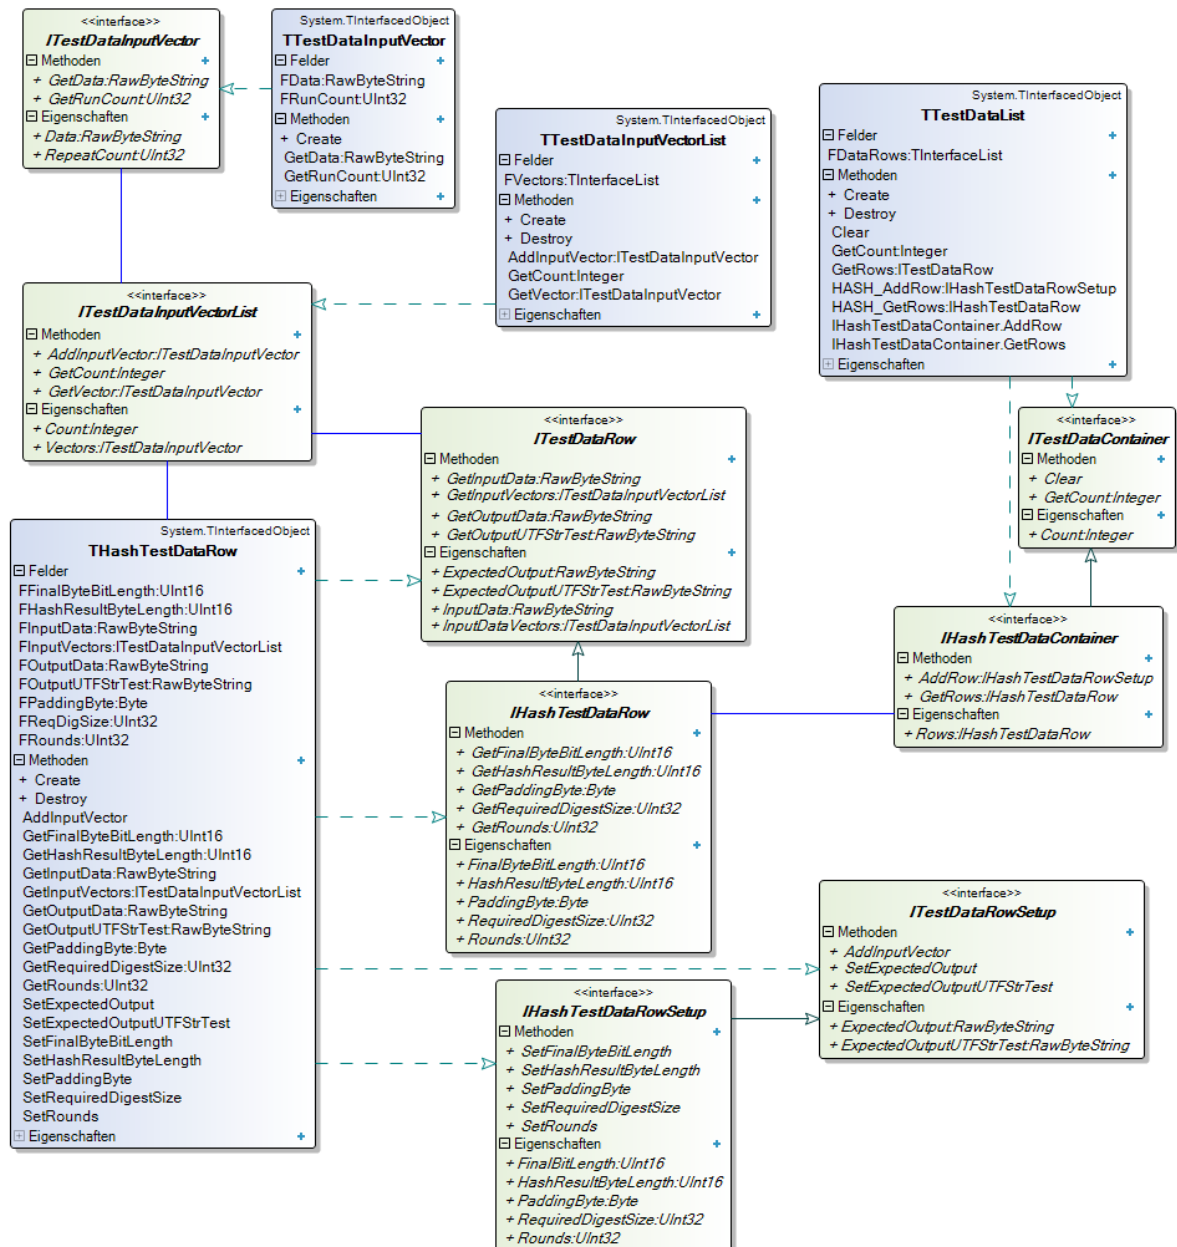 <<interface>>
ITestDataInputVector
Methoden
+ GetData:RawByteString
+ GetRunCount:UInt32
Eigenschaften
+ Data:RawByteString
+ RepeatCount:UInt32
System.TInterfacedObject
TTestDataInputVector
Felder
FData:RawByteString
FRunCount:UInt32
Methoden
+ Create
GetData:RawByteString
GetRunCount:UInt32
Eigenschaften
System.TInterfacedObject
TTestDataInputVectorList
Felder
FVectors:TInterfaceList
Methoden
+ Create
+ Destroy
AddInputVector:ITestDataInputVector
GetCount:Integer
GetVector:ITestDataInputVector
Eigenschaften
System.TInterfacedObject
TTestDataList
Felder
FDataRows:TInterfaceList
Methoden
+ Create
+ Destroy
Clear
GetCount:Integer
GetRows:ITestDataRow
HASH_AddRow:IHashTestDataRowSetup
HASH_GetRows:IHashTestDataRow
IHashTestDataContainer.AddRow
IHashTestDataContainer.GetRows
Eigenschaften
<<interface>>
ITestDataInputVectorList
Methoden
+ AddInputVector:ITestDataInputVector
+ GetCount:Integer
+ GetVector:ITestDataInputVector
Eigenschaften
+ Count:Integer
+ Vectors:ITestDataInputVector
<<interface>>
ITestDataRow
Methoden
+ GetInputData:RawByteString
+ GetInputVectors:ITestDataInputVectorList
+ GetOutputData:RawByteString
+ GetOutputUTFStrTest:RawByteString
Eigenschaften
+ ExpectedOutput:RawByteString
+ ExpectedOutputUTFStrTest:RawByteString
+ InputData:RawByteString
+ InputDataVectors:ITestDataInputVectorList
<<interface>>
ITestDataContainer
Methoden
+ Clear
+ GetCount:Integer
Eigenschaften
+ Count:Integer
System.TInterfacedObject
THashTestDataRow
Felder
FFinalByteBitLength:UInt16
FHashResultByteLength:UInt16
FInputData:RawByteString
FInputVectors:ITestDataInputVectorList
FOutputData:RawByteString
FOutputUTFStrTest:RawByteString
FPaddingByte:Byte
FReqDigSize:UInt32
FRounds:UInt32
Methoden
+ Create
+ Destroy
AddInputVector
GetFinalByteBitLength:UInt16
GetHashResultByteLength:UInt16
GetInputData:RawByteString
GetInputVectors:ITestDataInputVectorList
GetOutputData:RawByteString
GetOutputUTFStrTest:RawByteString
GetPaddingByte:Byte
GetRequiredDigestSize:UInt32
GetRounds:UInt32
SetExpectedOutput
SetExpectedOutputUTFStrTest
SetFinalByteBitLength
SetHashResultByteLength
SetPaddingByte
SetRequiredDigestSize
SetRounds
Eigenschaften
<<interface>>
IHashTestDataRow
Methoden
+ GetFinalByteBitLength:UInt16
+ GetHashResultByteLength:UInt16
+ GetPaddingByte:Byte
+ GetRequiredDigestSize:UInt32
+ GetRounds:UInt32
Eigenschaften
+ FinalByteBitLength:UInt16
+ HashResultByteLength:UInt16
+ PaddingByte:Byte
+ RequiredDigestSize:UInt32
+ Rounds:UInt32
<<interface>>
IHashTestDataContainer
Methoden
+ AddRow:IHashTestDataRowSetup
+ GetRows:IHashTestDataRow
Eigenschaften
+ Rows:IHashTestDataRow
<<interface>>
ITestDataRowSetup
Methoden
+ AddInputVector
+ SetExpectedOutput
+ SetExpectedOutputUTFStrTest
Eigenschaften
+ ExpectedOutput:RawByteString
+ ExpectedOutputUTFStrTest:RawByteString
<<interface>>
IHashTestDataRowSetup
Methoden
+ SetFinalByteBitLength
+ SetHashResultByteLength
+ SetPaddingByte
+ SetRequiredDigestSize
+ SetRounds
Eigenschaften
+ FinalBitLength:UInt16
+ HashResultByteLength:UInt16
+ PaddingByte:Byte
+ RequiredDigestSize:UInt32
+ Rounds:UInt32